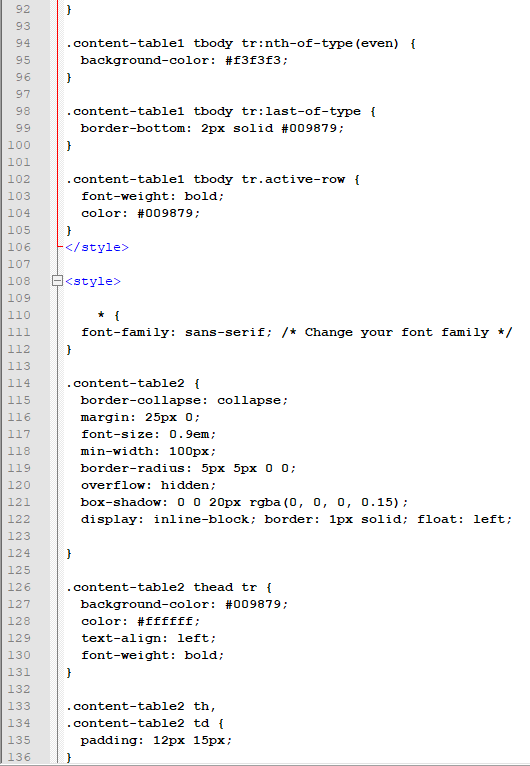 92 }
93
94 .content-table1 tbody tr:nth-of-type(even) {
95   background-color: #f3f3f3;
96 }
97
98 .content-table1 tbody tr:last-of-type {
99   border-bottom: 2px solid #009879;
100 }
101
102 .content-table1 tbody tr.active-row {
103   font-weight: bold;
104   color: #009879;
105 }
106 </style>
107
108 <style>
109
110     * {
111   font-family: sans-serif; /* Change your font family */
112 }
113
114 .content-table2 {
115   border-collapse: collapse;
116   margin: 25px 0;
117   font-size: 0.9em;
118   min-width: 100px;
119   border-radius: 5px 5px 0 0;
120   overflow: hidden;
121   box-shadow: 0 0 20px rgba(0, 0, 0, 0.15);
122   display: inline-block; border: 1px solid; float: left;
123
124 }
125
126 .content-table2 thead tr {
127   background-color: #009879;
128   color: #ffffff;
129   text-align: left;
130   font-weight: bold;
131 }
132
133 .content-table2 th,
134 .content-table2 td {
135   padding: 12px 15px;
136 }